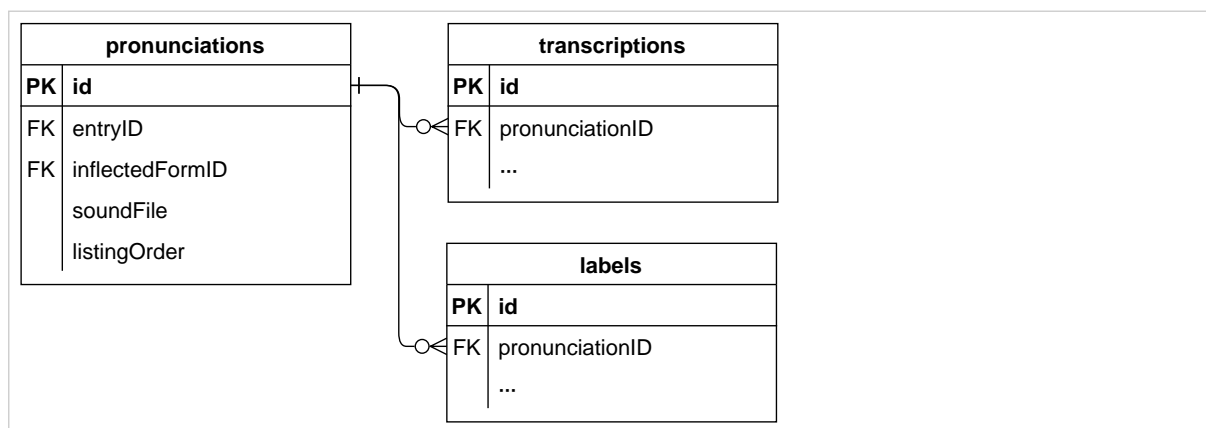 pronunciations
PK id
FK entryID
FK inflectedFormID
soundFile
listingOrder
transcriptions
PK id
FK pronunciationID
...
labels
PK id
FK pronunciationID
...